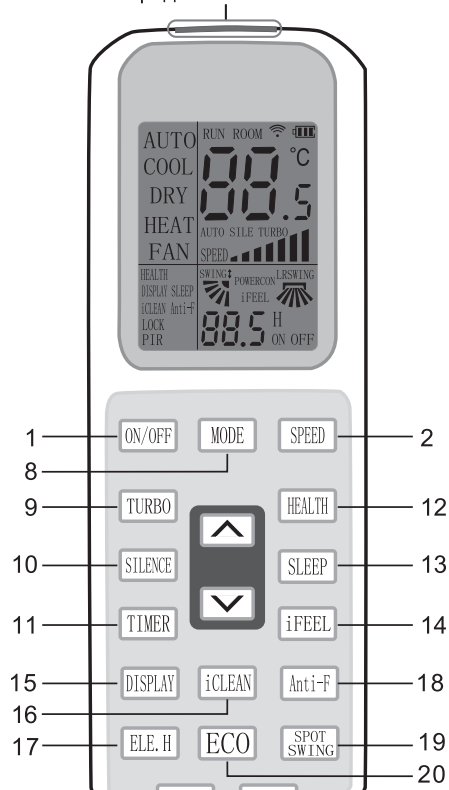 AUTO
RUN ROOM
COOL
88.5 °C
DRY
HEAT
AUTO SILE TURBO
FAN
SPEED
HEALTH
DISPLAY SLEEP
iCLEAN Anti-F
LOCK
PIR
SWING
LRSWING
POWERCON
iFEEL
88.5 H
ON OFF
1 ON/OFF MODE SPEED 2
8
9 TURBO HEALTH 12
10 SILENCE SLEEP 13
11 TIMER iFEEL 14
15 DISPLAY iCLEAN Anti-F 18
16
17 ELE.H ECO SPOT SWING 19
20